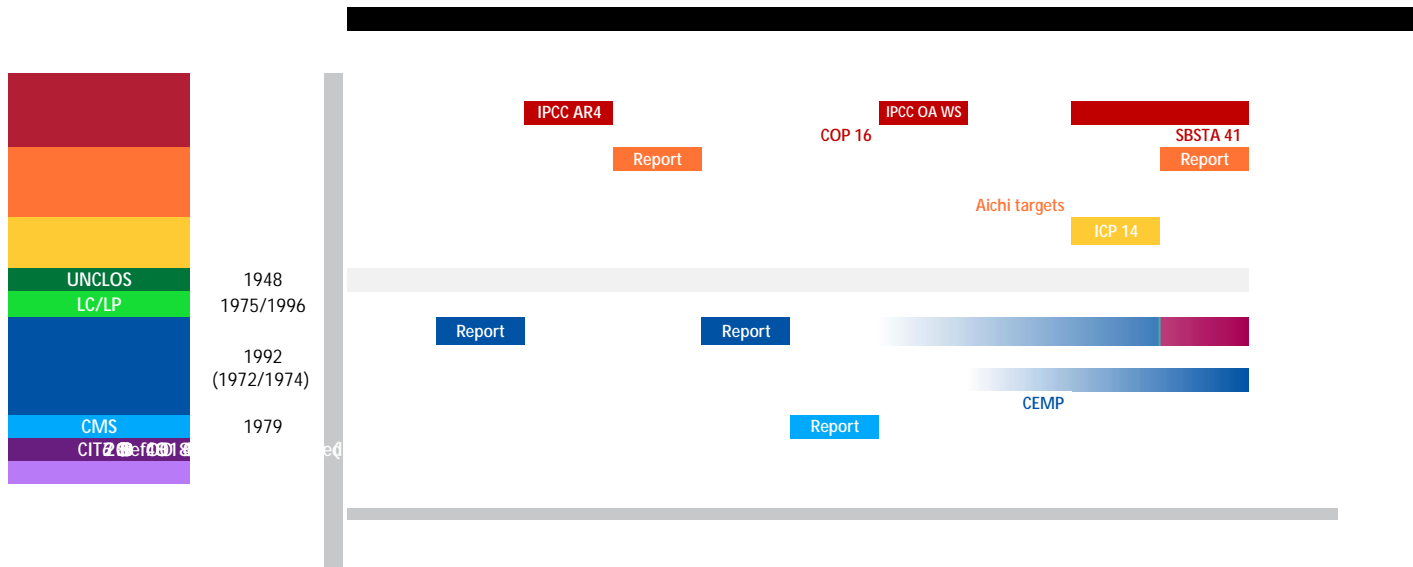 IPCC AR4
IPCC OA WS
COP 16
SBSTA 41
Report
Report
Aichi targets
ICP 14
UNCLOS
1948
LC/LP
1975/1996
Report
Report
1992
(1972/1974)
CEMP
CMS
1979
Report